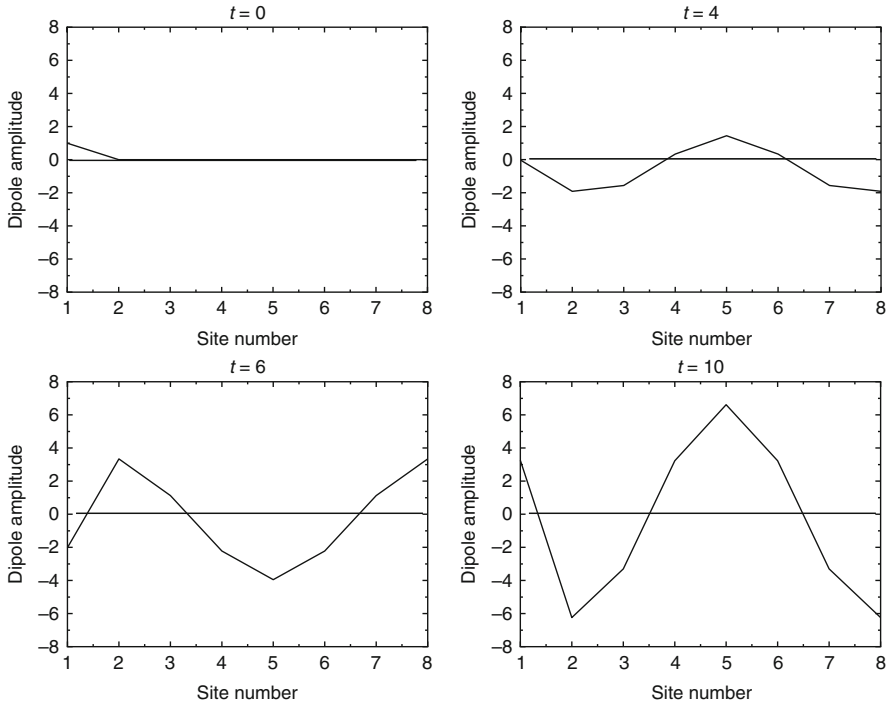 t = 0
8
6
4
2
0
–2
–4
–6
–8
Dipole amplitude
1 2 3 4 5 6 7 8
Site number
t = 4
8
6
4
2
0
–2
–4
–6
–8
Dipole amplitude
1 2 3 4 5 6 7 8
Site number
t = 6
8
6
4
2
0
–2
–4
–6
–8
Dipole amplitude
1 2 3 4 5 6 7 8
Site number
t = 10
8
6
4
2
0
–2
–4
–6
–8
Dipole amplitude
1 2 3 4 5 6 7 8
Site number